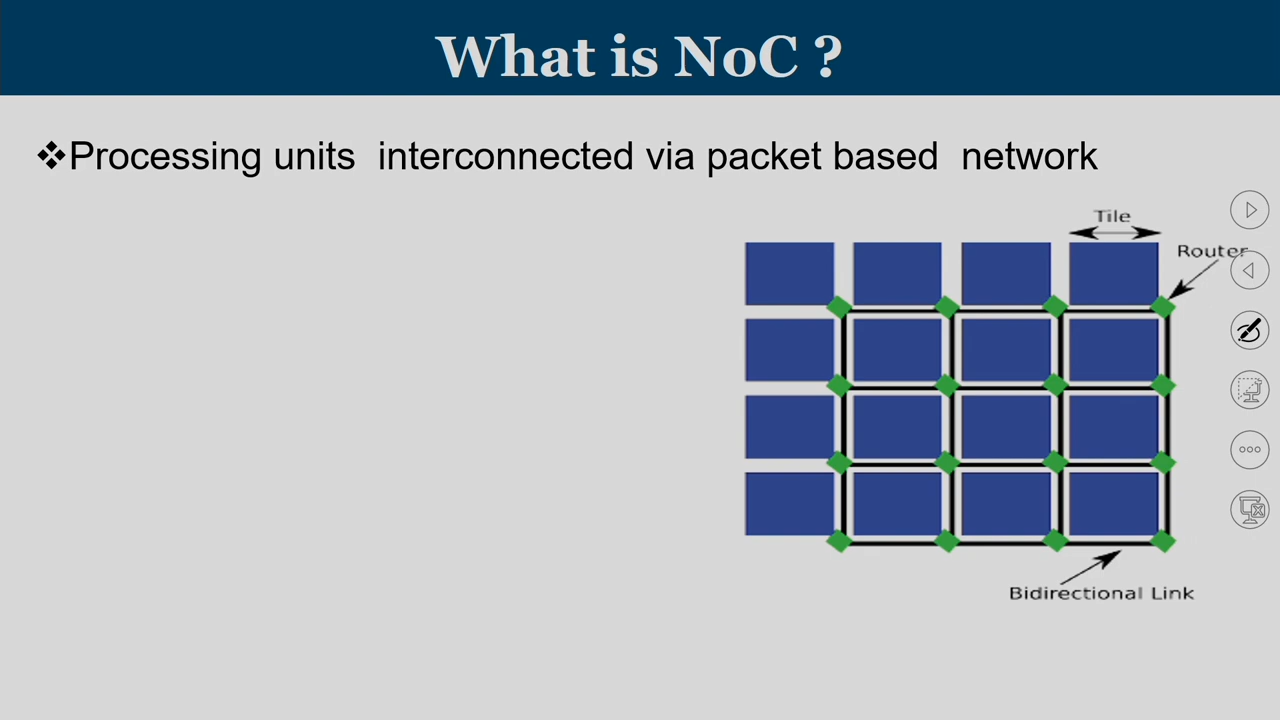 What is NoC ?
❖Processing units interconnected via packet based network
Tile
Router
Bidirectional Link